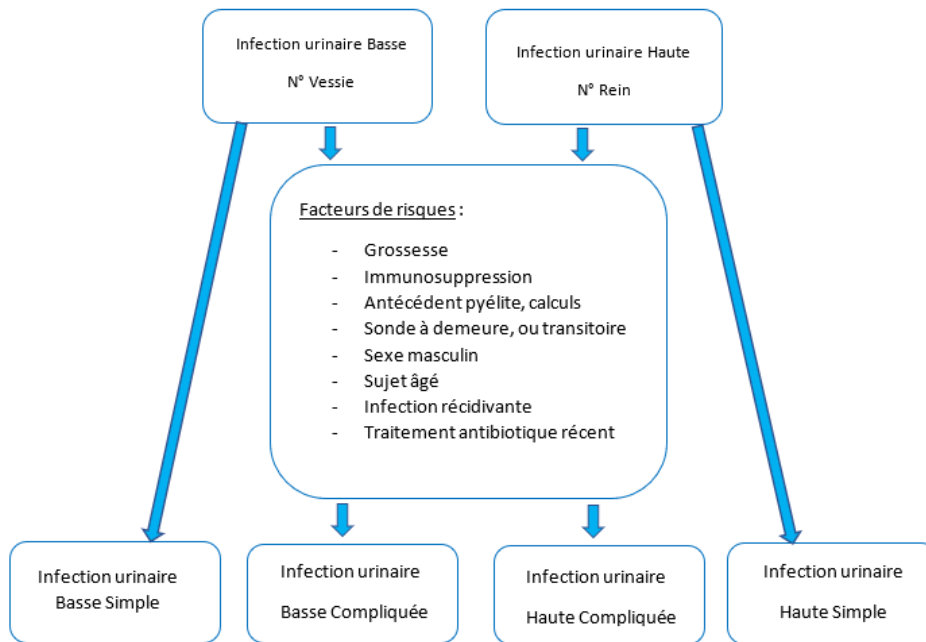 Infection urinaire Basse
N° Vessie
Infection urinaire Haute
N° Rein
Facteurs de risques :
- Grossesse
- Immunosuppression
- Antécédent pyélite, calculs
- Sonde à demeure, ou transitoire
- Sexe masculin
- Sujet âgé
- Infection récidivante
- Traitement antibiotique récent
Infection urinaire
Basse Simple
Infection urinaire
Basse Compliquée
Infection urinaire
Haute Compliquée
Infection urinaire
Haute Simple